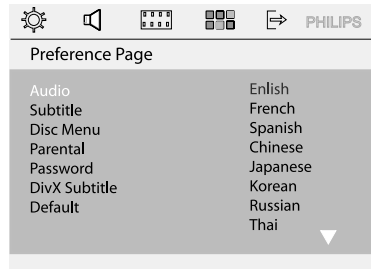 PHILIPS
Preference Page
Audio Enlish
Subtitle French
Disc Menu Spanish
Parental Chinese
Password Japanese
DivX Subtitle Korean
Default Russian
Thai